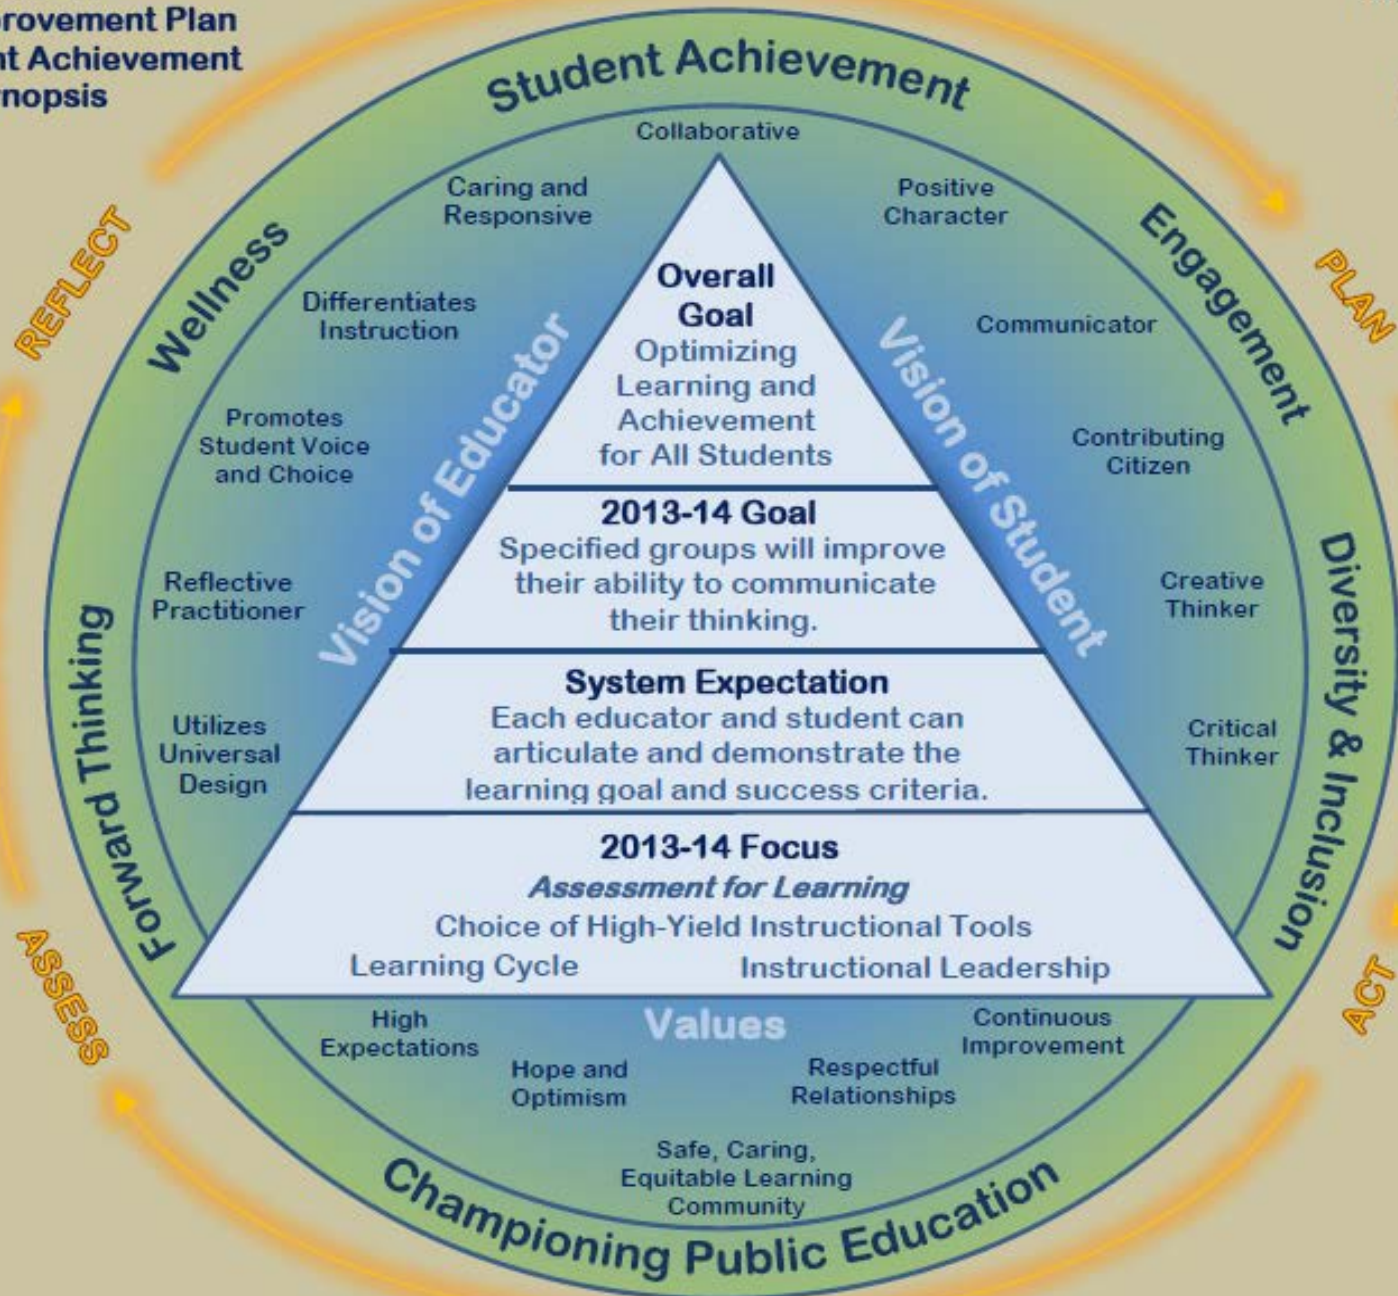 Student Achievement
Collaborative
Caring and
Responsive
Positive
Character
Wellness
Engagement
REFLECT
PLAN
Differentiates
Instruction
Communicator
Promotes
Student Voice
and Choice
Contributing
Citizen
Vision of Educator
Vision of Student
Overall
Goal
Optimizing
Learning and
Achievement
for All Students
2013-14 Goal
Specified groups will improve
their ability to communicate
their thinking.
Reflective
Practitioner
Creative
Thinker
Forward Thinking
Diversity & Inclusion
System Expectation
Each educator and student can
articulate and demonstrate the
learning goal and success criteria.
Utilizes
Universal
Design
Critical
Thinker
2013-14 Focus
Assessment for Learning
Choice of High-Yield Instructional Tools
Learning Cycle
Instructional Leadership
ASSESS
ACT
Values
High
Expectations
Hope and
Optimism
Respectful
Relationships
Continuous
Improvement
Safe, Caring,
Equitable Learning
Community
Championing Public Education
Plan
Achievement